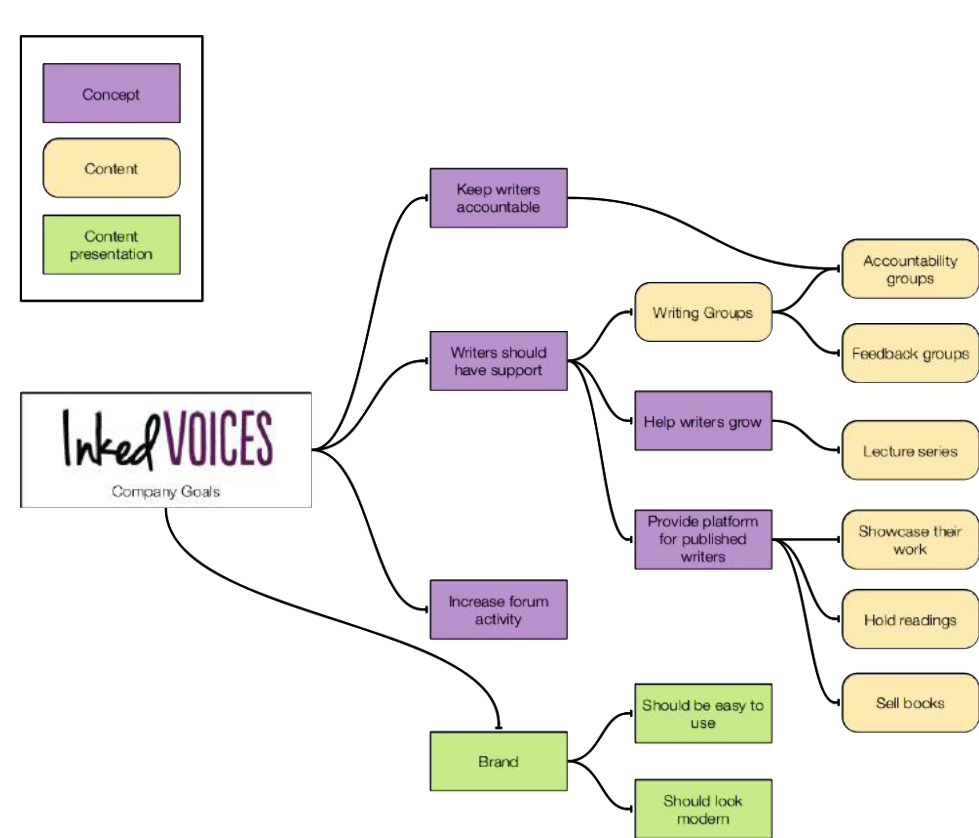 Concept
Content
Content
presentation
Keep writers
accountable
Accountability
groups
Writing Groups
Feedback groups
Writers should
have support
Help writers grow
Lecture series
Inked VOICES
Company Goals
Provide platform
for published
writers
Showcase their
work
Increase forum
activity
Hold readings
Should be easy to
use
Sell books
Brand
Should look
modern